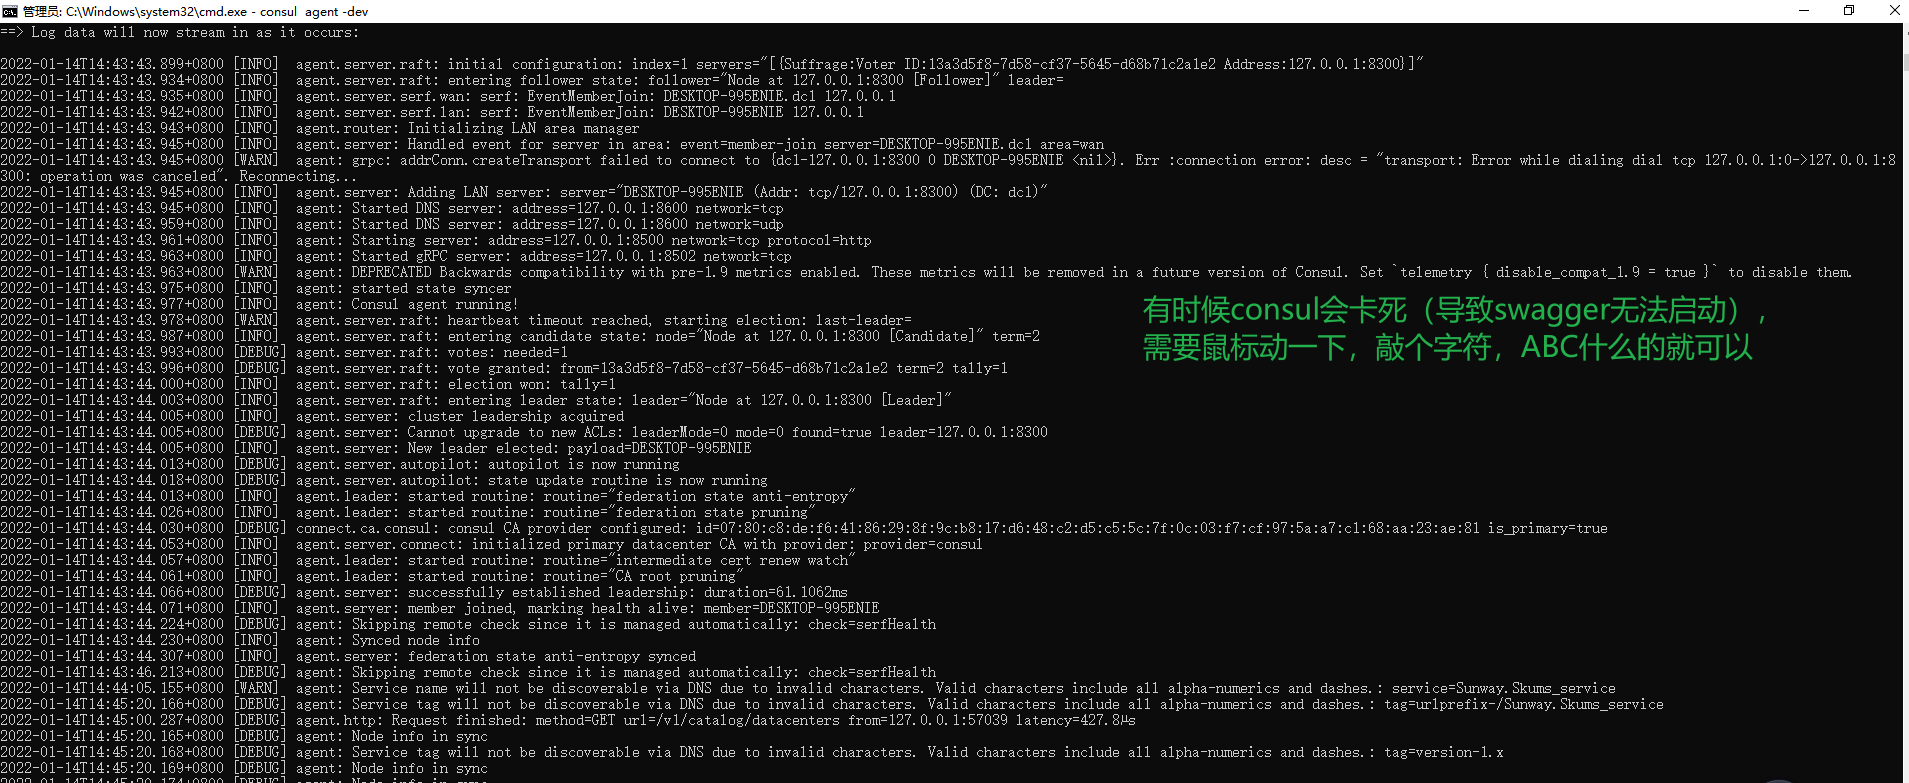 管理员: C:\Windows\system32\cmd.exe - consul  agent -dev
==> Log data will now stream in as it occurs:
2022-01-14T14:43:43.899+0800 [INFO]  agent.server.raft: initial configuration: index=1 servers="[{Suffrage:Voter ID:13a3d5f8-7d58-cf37-5645-d68b71c2a1e2 Address:127.0.0.1:8300}]"
2022-01-14T14:43:43.934+0800 [INFO]  agent.server.raft: entering follower state: follower="Node at 127.0.0.1:8300 [Follower]" leader=
2022-01-14T14:43:43.935+0800 [INFO]  agent.server.serf.wan: serf: EventMemberJoin: DESKTOP-995ENIE.dc1 127.0.0.1
2022-01-14T14:43:43.942+0800 [INFO]  agent.server.serf.lan: serf: EventMemberJoin: DESKTOP-995ENIE 127.0.0.1
2022-01-14T14:43:43.943+0800 [INFO]  agent.router: Initializing LAN area manager
2022-01-14T14:43:43.945+0800 [INFO]  agent.server: Handled event for server in area: event=member-join server=DESKTOP-995ENIE.dc1 area=wan
2022-01-14T14:43:43.945+0800 [WARN]  agent: grpc: addrConn.createTransport failed to connect to {dc1-127.0.0.1:8300 0 DESKTOP-995ENIE <nil>}. Err :connection error: desc = "transport: Error while dialing dial tcp 127.0.0.1:0->127.0.0.1:8
300: operation was canceled". Reconnecting...
2022-01-14T14:43:43.945+0800 [INFO]  agent.server: Adding LAN server: server="DESKTOP-995ENIE (Addr: tcp/127.0.0.1:8300) (DC: dc1)"
2022-01-14T14:43:43.945+0800 [INFO]  agent: Started DNS server: address=127.0.0.1:8600 network=tcp
2022-01-14T14:43:43.959+0800 [INFO]  agent: Started DNS server: address=127.0.0.1:8600 network=udp
2022-01-14T14:43:43.961+0800 [INFO]  agent: Starting server: address=127.0.0.1:8500 network=tcp protocol=http
2022-01-14T14:43:43.963+0800 [INFO]  agent: Started gRPC server: address=127.0.0.1:8502 network=tcp
2022-01-14T14:43:43.963+0800 [WARN]  agent: DEPRECATED Backwards compatibility with pre-1.9 metrics enabled. These metrics will be removed in a future version of Consul. Set `telemetry { disable_compat_1.9 = true }` to disable them.
2022-01-14T14:43:43.975+0800 [INFO]  agent: started state syncer
2022-01-14T14:43:43.977+0800 [INFO]  agent: Consul agent running!
2022-01-14T14:43:43.978+0800 [WARN]  agent.server.raft: heartbeat timeout reached, starting election: last-leader=
2022-01-14T14:43:43.987+0800 [INFO]  agent.server.raft: entering candidate state: node="Node at 127.0.0.1:8300 [Candidate]" term=2
2022-01-14T14:43:43.993+0800 [DEBUG] agent.server.raft: votes: needed=1
2022-01-14T14:43:43.996+0800 [DEBUG] agent.server.raft: vote granted: from=13a3d5f8-7d58-cf37-5645-d68b71c2a1e2 term=2 tally=1
2022-01-14T14:43:44.000+0800 [INFO]  agent.server.raft: election won: tally=1
2022-01-14T14:43:44.003+0800 [INFO]  agent.server.raft: entering leader state: leader="Node at 127.0.0.1:8300 [Leader]"
2022-01-14T14:43:44.005+0800 [INFO]  agent.server: cluster leadership acquired
2022-01-14T14:43:44.005+0800 [DEBUG] agent.server: Cannot upgrade to new ACLs: leaderMode=0 mode=0 found=true leader=127.0.0.1:8300
2022-01-14T14:43:44.005+0800 [INFO]  agent.server: New leader elected: payload=DESKTOP-995ENIE
2022-01-14T14:43:44.013+0800 [DEBUG] agent.server.autopilot: autopilot is now running
2022-01-14T14:43:44.018+0800 [DEBUG] agent.server.autopilot: state update routine is now running
2022-01-14T14:43:44.013+0800 [INFO]  agent.leader: started routine: routine="federation state anti-entropy"
2022-01-14T14:43:44.026+0800 [INFO]  agent.leader: started routine: routine="federation state pruning"
2022-01-14T14:43:44.030+0800 [DEBUG] connect.ca.consul: consul CA provider configured: id=07:80:c8:de:f6:41:86:29:8f:9c:b8:17:d6:48:c2:d5:c5:5c:7f:0c:03:f7:cf:97:5a:a7:c1:68:aa:23:ae:81 is_primary=true
2022-01-14T14:43:44.053+0800 [INFO]  agent.server.connect: initialized primary datacenter CA with provider: provider=consul
2022-01-14T14:43:44.057+0800 [INFO]  agent.leader: started routine: routine="intermediate cert renew watch"
2022-01-14T14:43:44.061+0800 [INFO]  agent.leader: started routine: routine="CA root pruning"
2022-01-14T14:43:44.066+0800 [DEBUG] agent.server: successfully established leadership: duration=61.1062ms
2022-01-14T14:43:44.071+0800 [INFO]  agent.server: member joined, marking health alive: member=DESKTOP-995ENIE
2022-01-14T14:43:44.224+0800 [DEBUG] agent: Skipping remote check since it is managed automatically: check=serfHealth
2022-01-14T14:43:44.230+0800 [INFO]  agent: Synced node info
2022-01-14T14:43:44.307+0800 [INFO]  agent.server: federation state anti-entropy synced
2022-01-14T14:43:46.213+0800 [DEBUG] agent: Skipping remote check since it is managed automatically: check=serfHealth
2022-01-14T14:44:05.155+0800 [WARN]  agent: Service name will not be discoverable via DNS due to invalid characters. Valid characters include all alpha-numerics and dashes.: service=Sunway.Skums_service
2022-01-14T14:45:20.166+0800 [DEBUG] agent: Service tag will not be discoverable via DNS due to invalid characters. Valid characters include all alpha-numerics and dashes.: tag=urlprefix-/Sunway.Skums_service
2022-01-14T14:45:00.287+0800 [DEBUG] agent.http: Request finished: method=GET url=/v1/catalog/datacenters from=127.0.0.1:57039 latency=427.8µs
2022-01-14T14:45:20.165+0800 [DEBUG] agent: Node info in sync
2022-01-14T14:45:20.168+0800 [DEBUG] agent: Service tag will not be discoverable via DNS due to invalid characters. Valid characters include all alpha-numerics and dashes.: tag=version-1.x
2022-01-14T14:45:20.169+0800 [DEBUG] agent: Node info in sync
有时候consul会卡死（导致swagger无法启动），
需要鼠标动一下，敲个字符，ABC什么的就可以